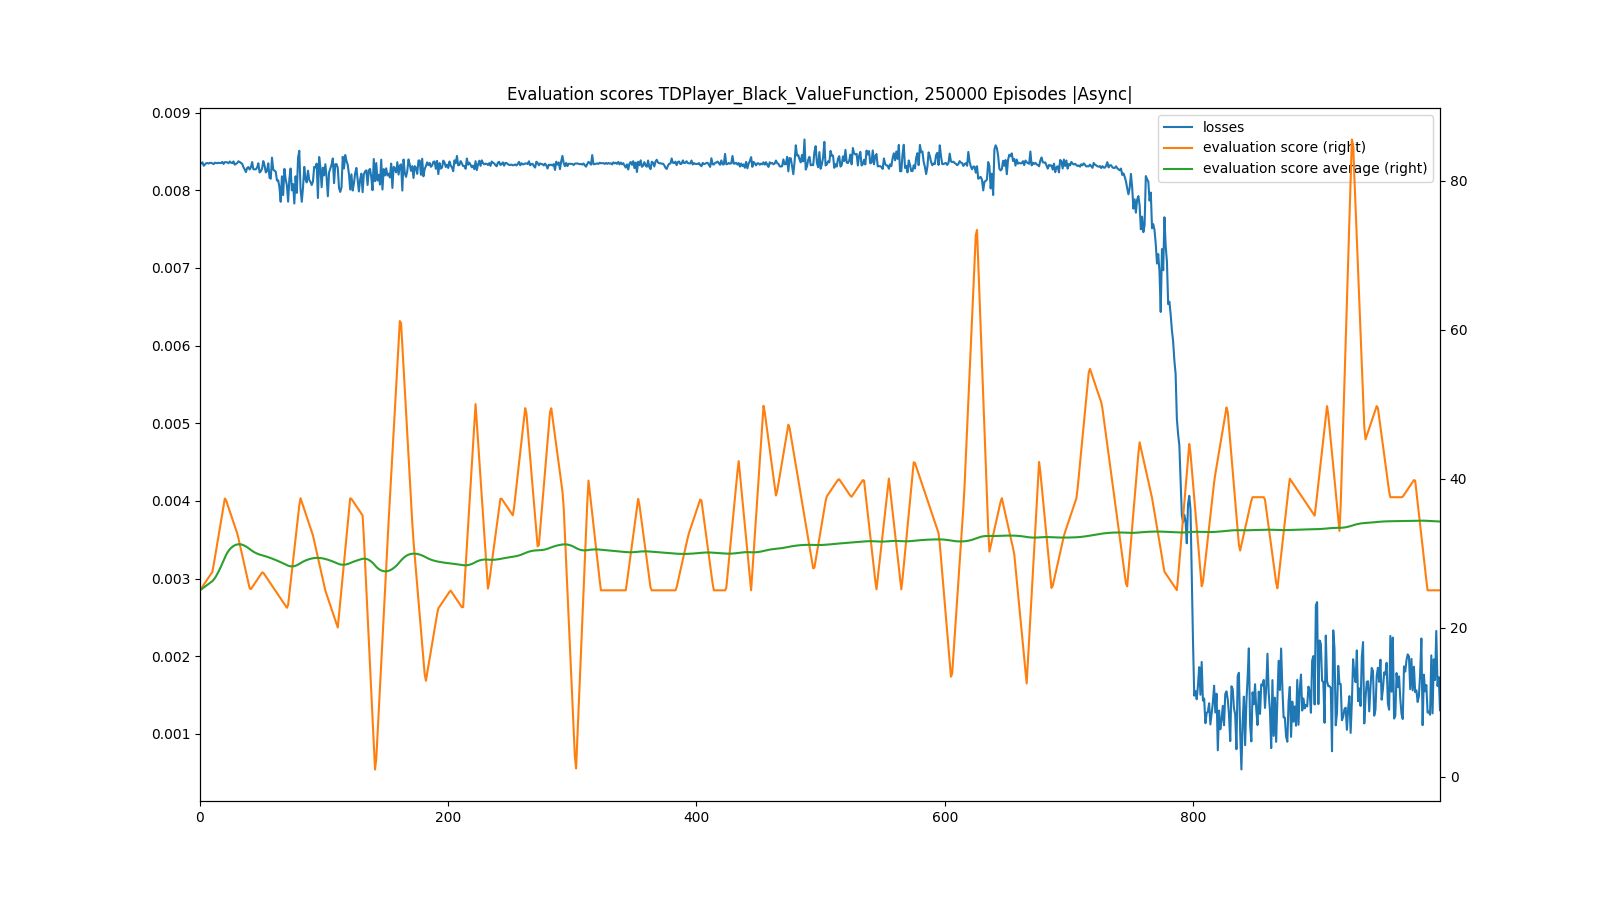 Evaluation scores TDPlayer_Black_ValueFunction, 250000 Episodes |Async|
losses
evaluation score (right)
evaluation score average (right)
0.009
0.008
0.007
0.006
0.005
0.004
0.003
0.002
0.001
80
60
40
20
0
0 200 400 600 800